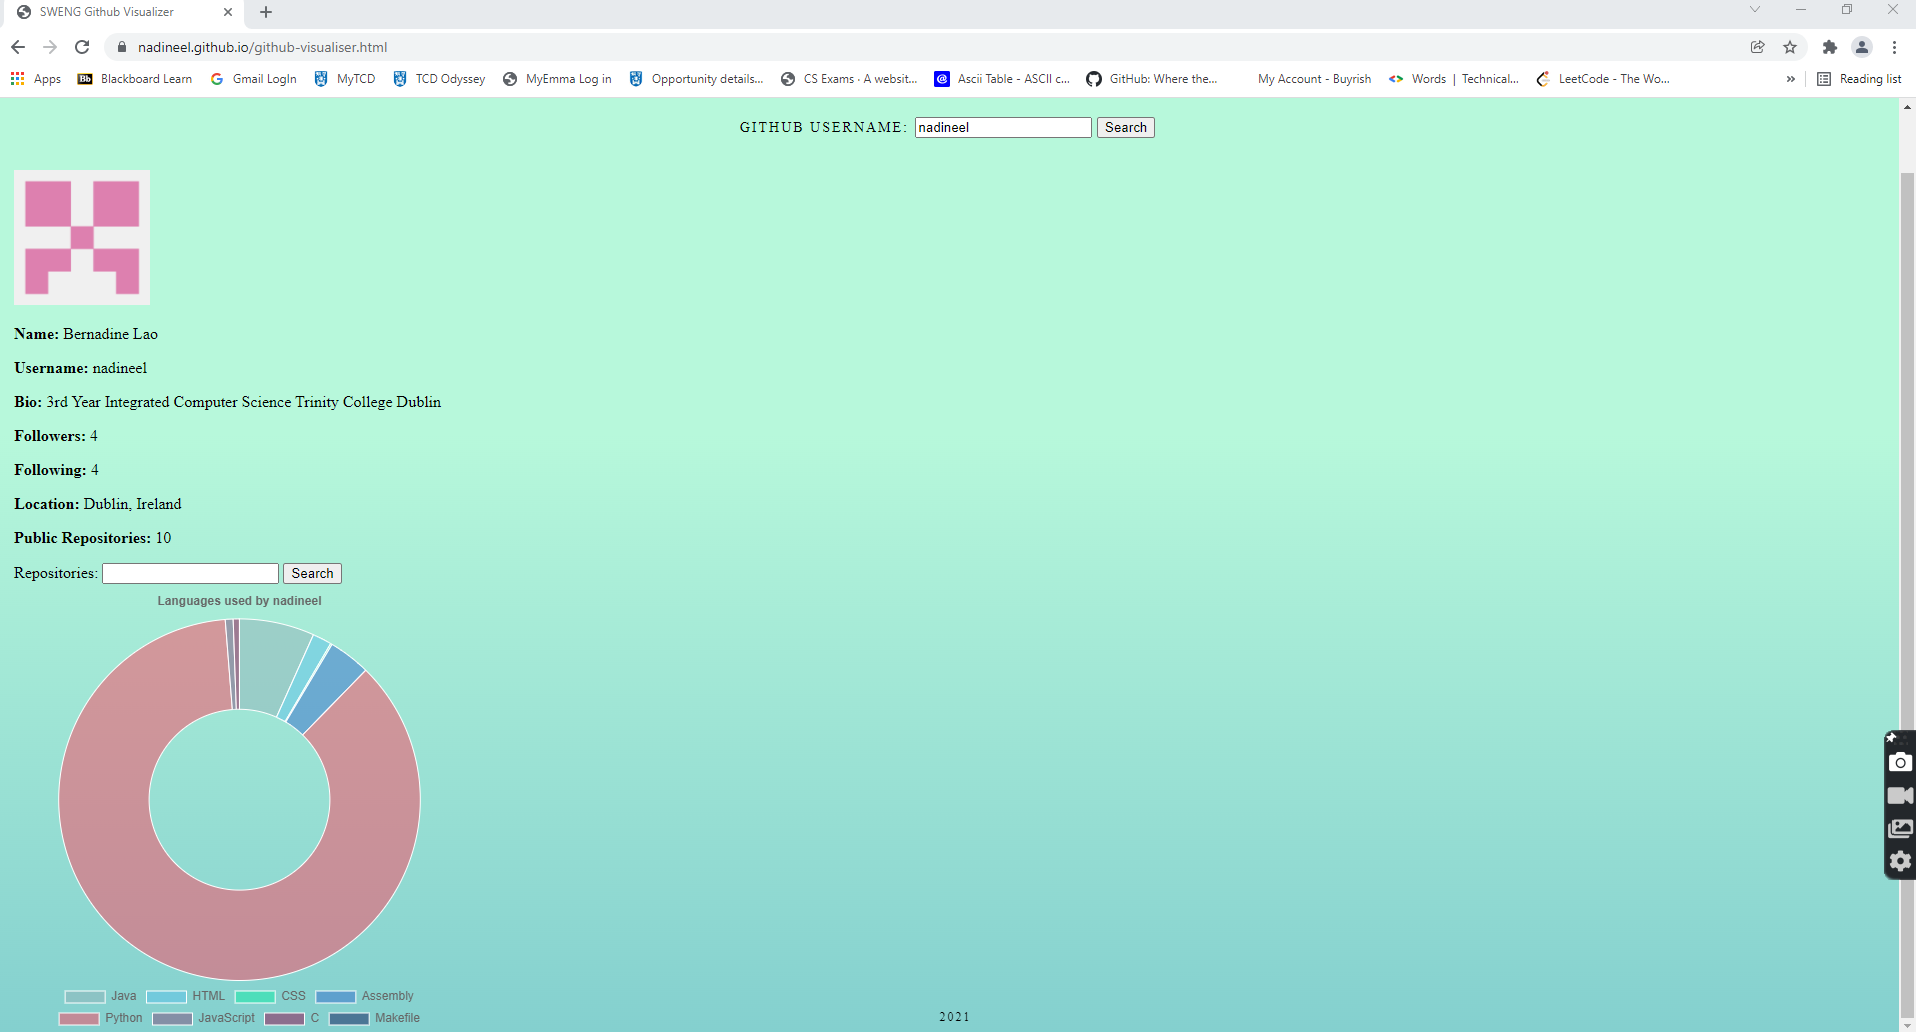 SWENG Github Visualizer
nadineel.github.io/github-visualiser.html
Apps Bb Blackboard Learn G Gmail LogIn MyTCD TCD Odyssey MyEmma Log in Opportunity details... CS Exams · A websit... @ Ascii Table - ASCII c... GitHub: Where the... My Account - Buyrish Words | Technical... LeetCode - The Wo... » Reading list
GITHUB USERNAME: nadineel Search
Name: Bernadine Lao
Username: nadineel
Bio: 3rd Year Integrated Computer Science Trinity College Dublin
Followers: 4
Following: 4
Location: Dublin, Ireland
Public Repositories: 10
Repositories: Search
Languages used by nadineel
Java HTML CSS Assembly
Python JavaScript C Makefile
2021